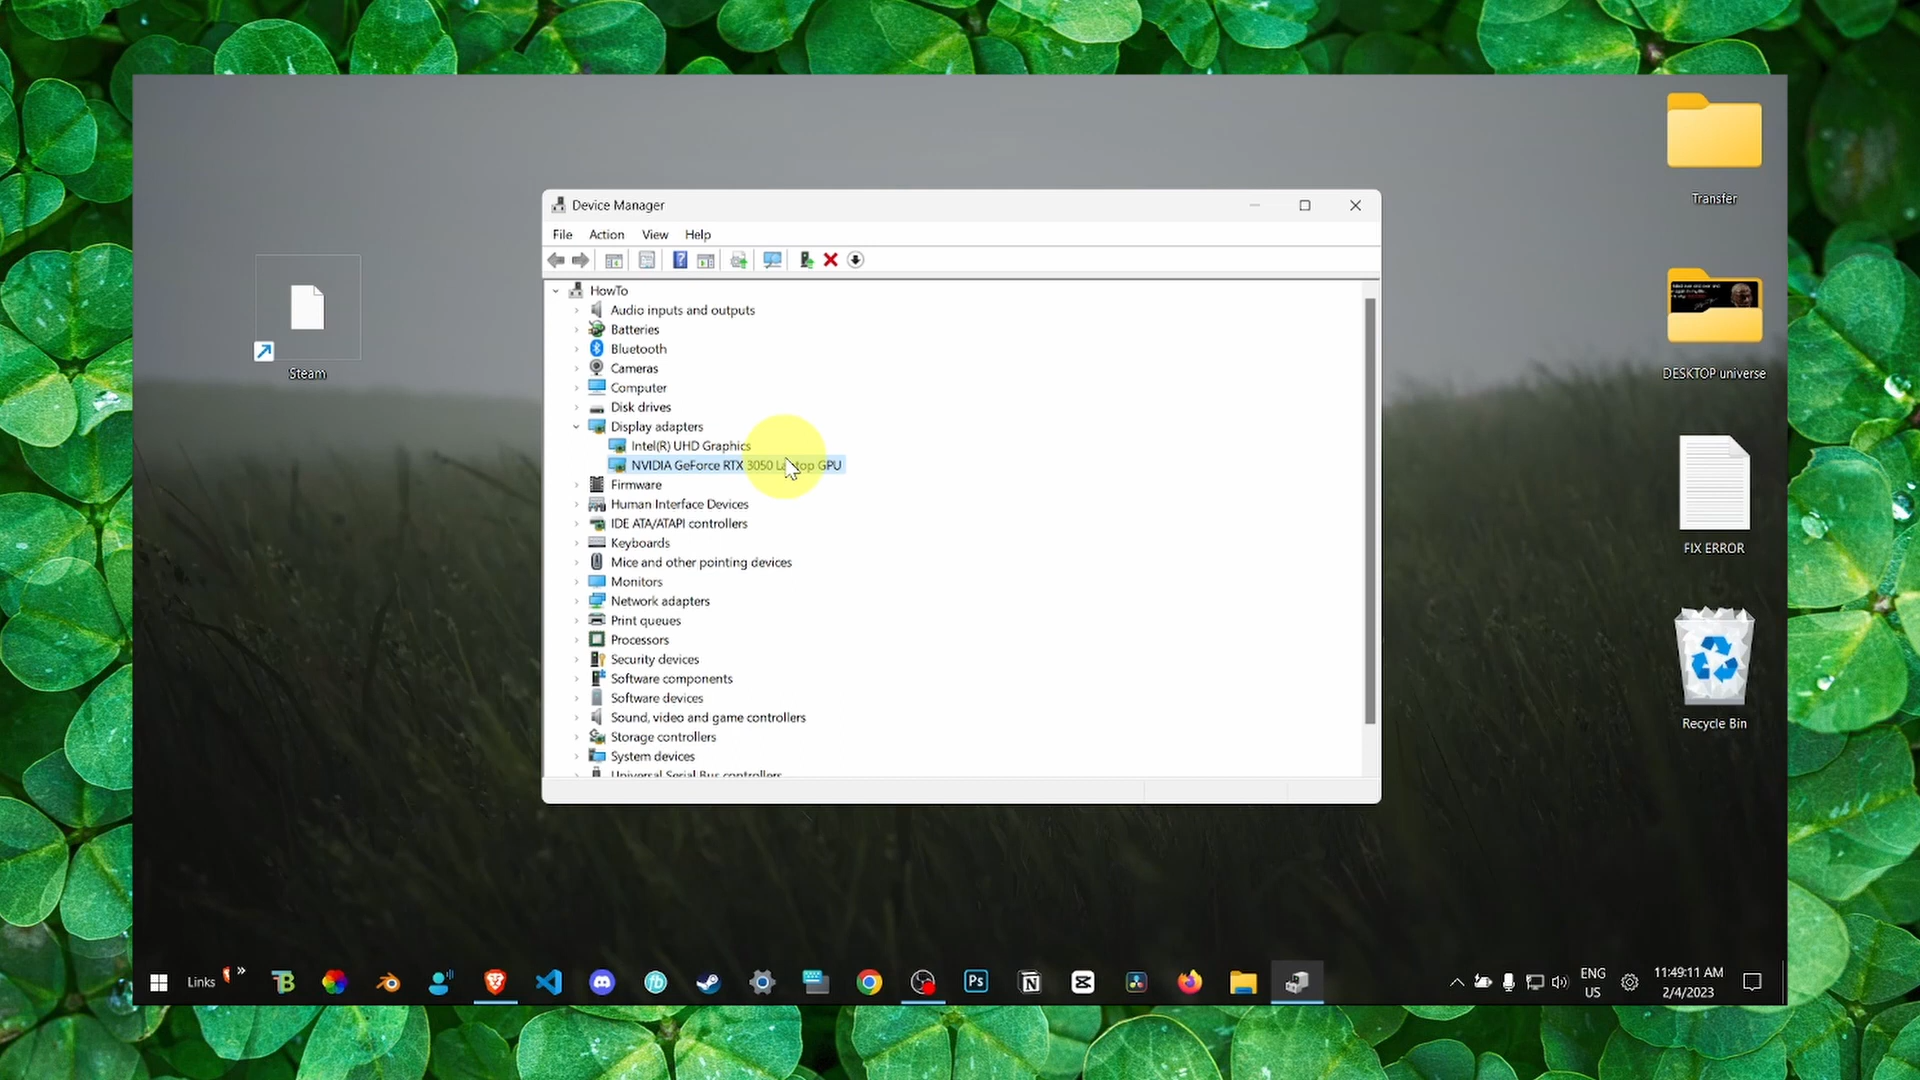 Device Manager
File Action View Help
HowTo
Audio inputs and outputs
Batteries
Bluetooth
Cameras
Computer
Disk drives
Display adapters
Intel(R) UHD Graphics
NVIDIA GeForce RTX 3050 Laptop GPU
Firmware
Human Interface Devices
IDE ATA/ATAPI controllers
Keyboards
Mice and other pointing devices
Monitors
Network adapters
Print queues
Processors
Security devices
Software components
Software devices
Sound, video and game controllers
Storage controllers
System devices
Universal Serial Bus controllers
Steam
Transfer
DESKTOP universe
FIX ERROR
Recycle Bin
Links
Ps
ENG
US
11:49:11 AM
2/4/2023